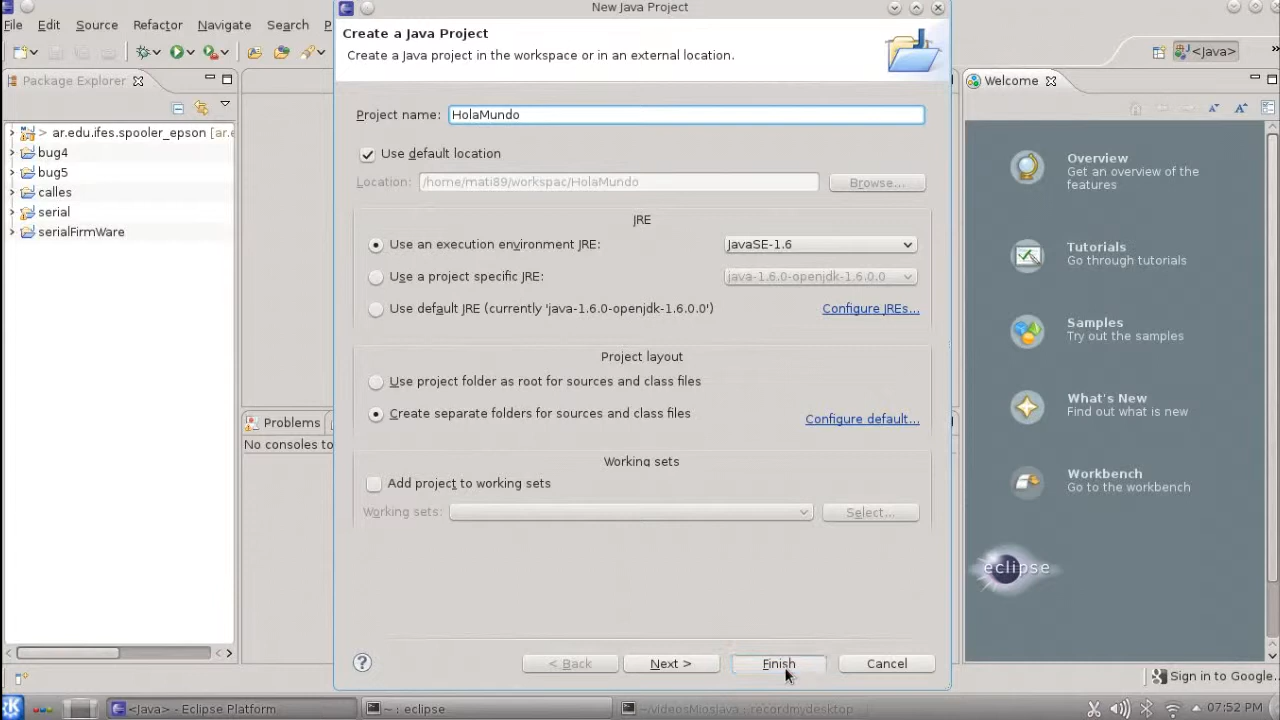 New Java Project
File Edit Source Refactor Navigate Search
Create a Java Project
Create a Java project in the workspace or in an external location.
J <Java>
Package Explorer
Welcome
> ar.edu.ifes.spooler_epson [ar.e
bug4
bug5
calles
serial
serialFirmWare
Project name: HolaMundo
Use default location
Location: /home/mati89/workspac/HolaMundo Browse...
JRE
Use an execution environment JRE: JavaSE-1.6
Use a project specific JRE: java-1.6.0-openjdk-1.6.0.0
Use default JRE (currently 'java-1.6.0-openjdk-1.6.0.0') Configure JREs...
Project layout
Use project folder as root for sources and class files
Create separate folders for sources and class files
Configure default...
Working sets
Add project to working sets
Working sets: Select...
< Back Next > Finish Cancel
Problems
No consoles to
Overview
Get an overview of the
features
Tutorials
Go through tutorials
Samples
Try out the samples
What's New
Find out what is new
Workbench
Go to the workbench
eclipse
Sign in to Google...
<Java> - Eclipse Platform
~ : eclipse
~/videosMiosJava : recordmydesktop
07:52 PM